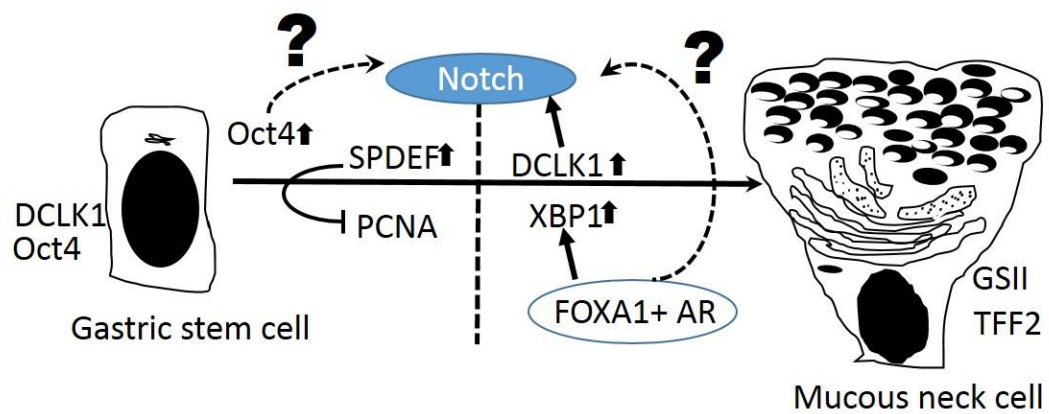 ?
?
Notch
Oct4⬆
SPDEF⬆
DCLK1⬆
DCLK1
Oct4
PCNA
XBP1⬆
FOXA1+ AR
GSII
TFF2
Gastric stem cell
Mucous neck cell